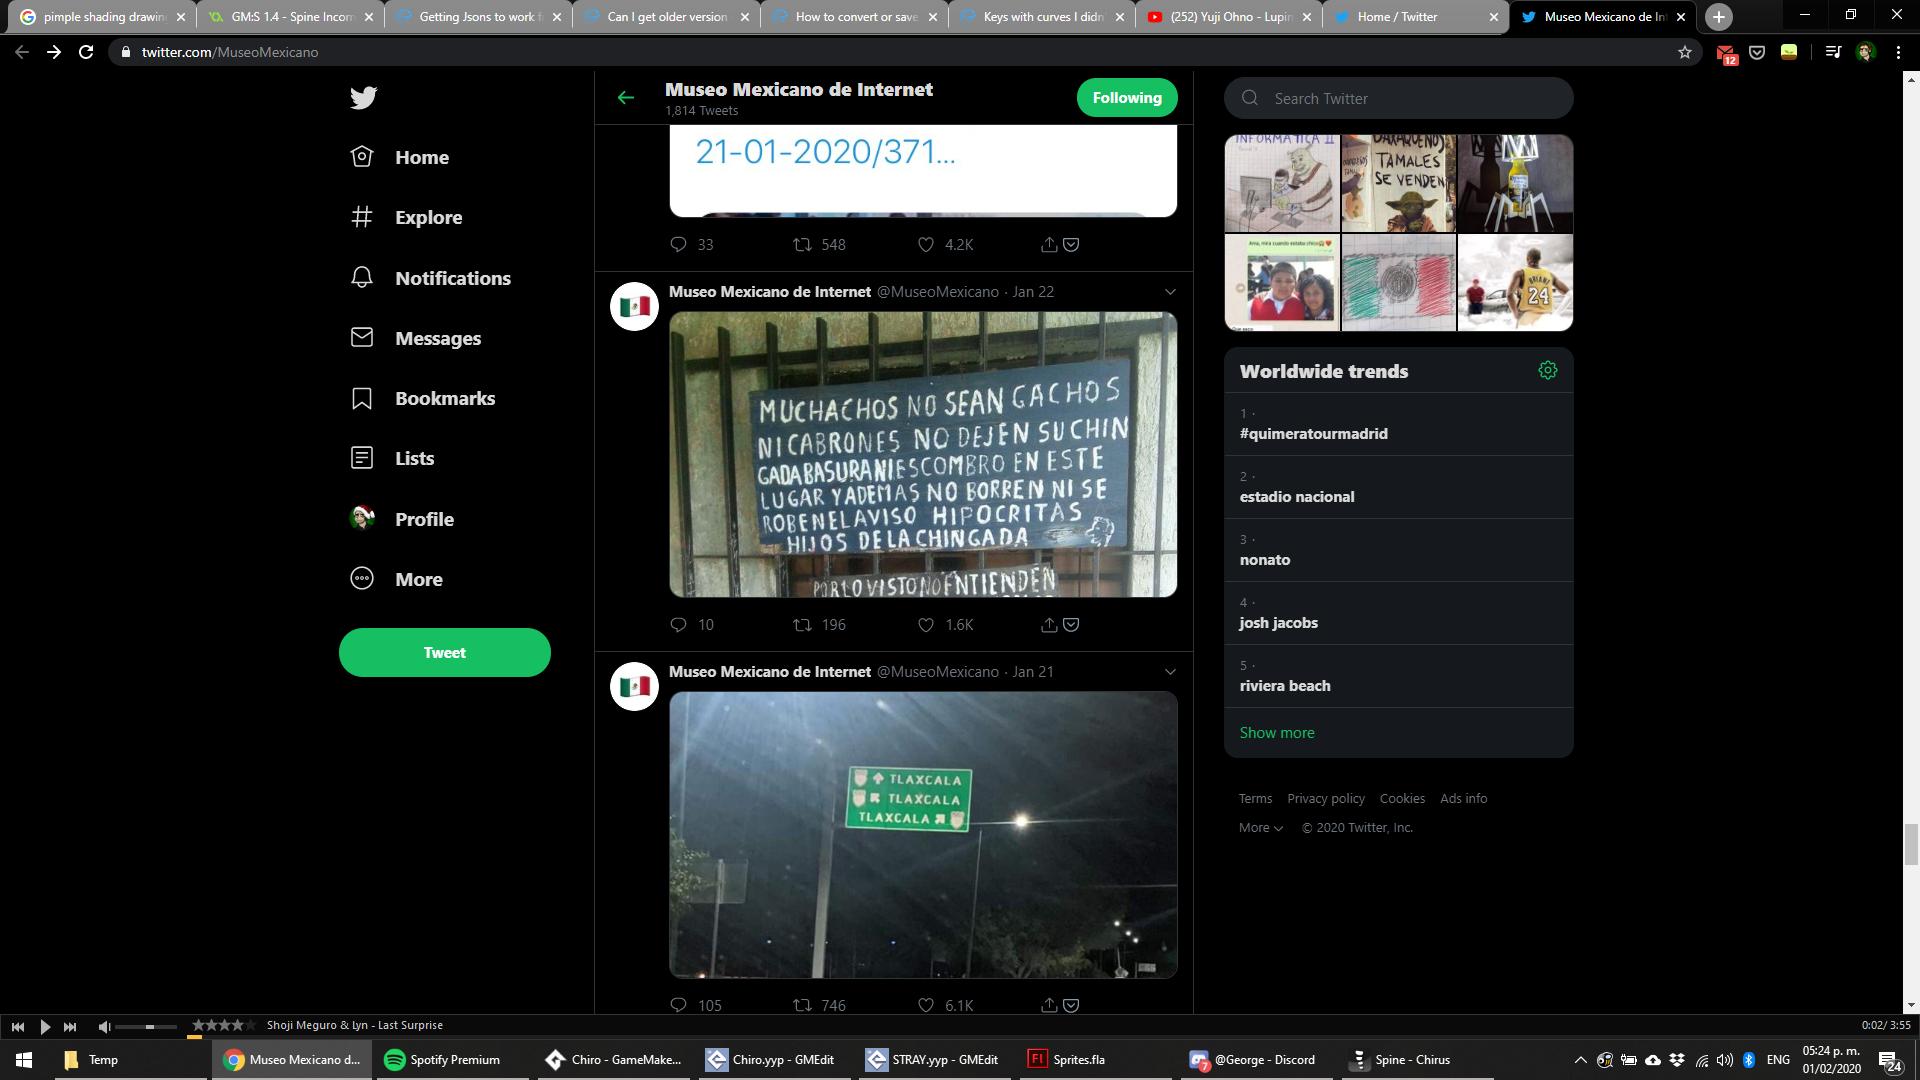 pimple shading drawin
GM:S 1.4 - Spine Incom
Getting Jsons to work f
Can I get older version
How to convert or save
Keys with curves I didn
(252) Yuji Ohno - Lupin
Home / Twitter
Museo Mexicano de In
twitter.com/MuseoMexicano
12
Home
Explore
Notifications
Messages
Bookmarks
Lists
Profile
More
Tweet
Museo Mexicano de Internet
1,814 Tweets
Following
21-01-2020/371...
33 548 4.2K
Museo Mexicano de Internet @MuseoMexicano · Jan 22
MUCHACHOS NO SEAN GACHOS
NI CABRONES NO DEJEN SU CHIN
GADA BASURA NI ESCOMBRO EN ESTE
LUGAR Y ADEMAS NO BORREN NI SE
ROBEN EL AVISO HIPOCRITAS
HIJOS DE LA CHINGADA
POR LO VISTO NO ENTIENDEN
10 196 1.6K
Museo Mexicano de Internet @MuseoMexicano · Jan 21
TLAXCALA
TLAXCALA
TLAXCALA
105 746 6.1K
Search Twitter
INFORMATICA II
OAXAQUEÑOS
TAMALES
SE VENDEN
Ama, mira cuando estaba chico
BRYANT
24
Worldwide trends
1 ·
#quimeratourmadrid
2 ·
estadio nacional
3 ·
nonato
4 ·
josh jacobs
5 ·
riviera beach
Show more
Terms Privacy policy Cookies Ads info
More © 2020 Twitter, Inc.
Shoji Meguro & Lyn - Last Surprise
0:02/ 3:55
Temp
Museo Mexicano d...
Spotify Premium
Chiro - GameMake...
Chiro.yyp - GMEdit
STRAY.yyp - GMEdit
Sprites.fla
7
@George - Discord
Spine - Chirus
ENG
05:24 p. m.
01/02/2020
24